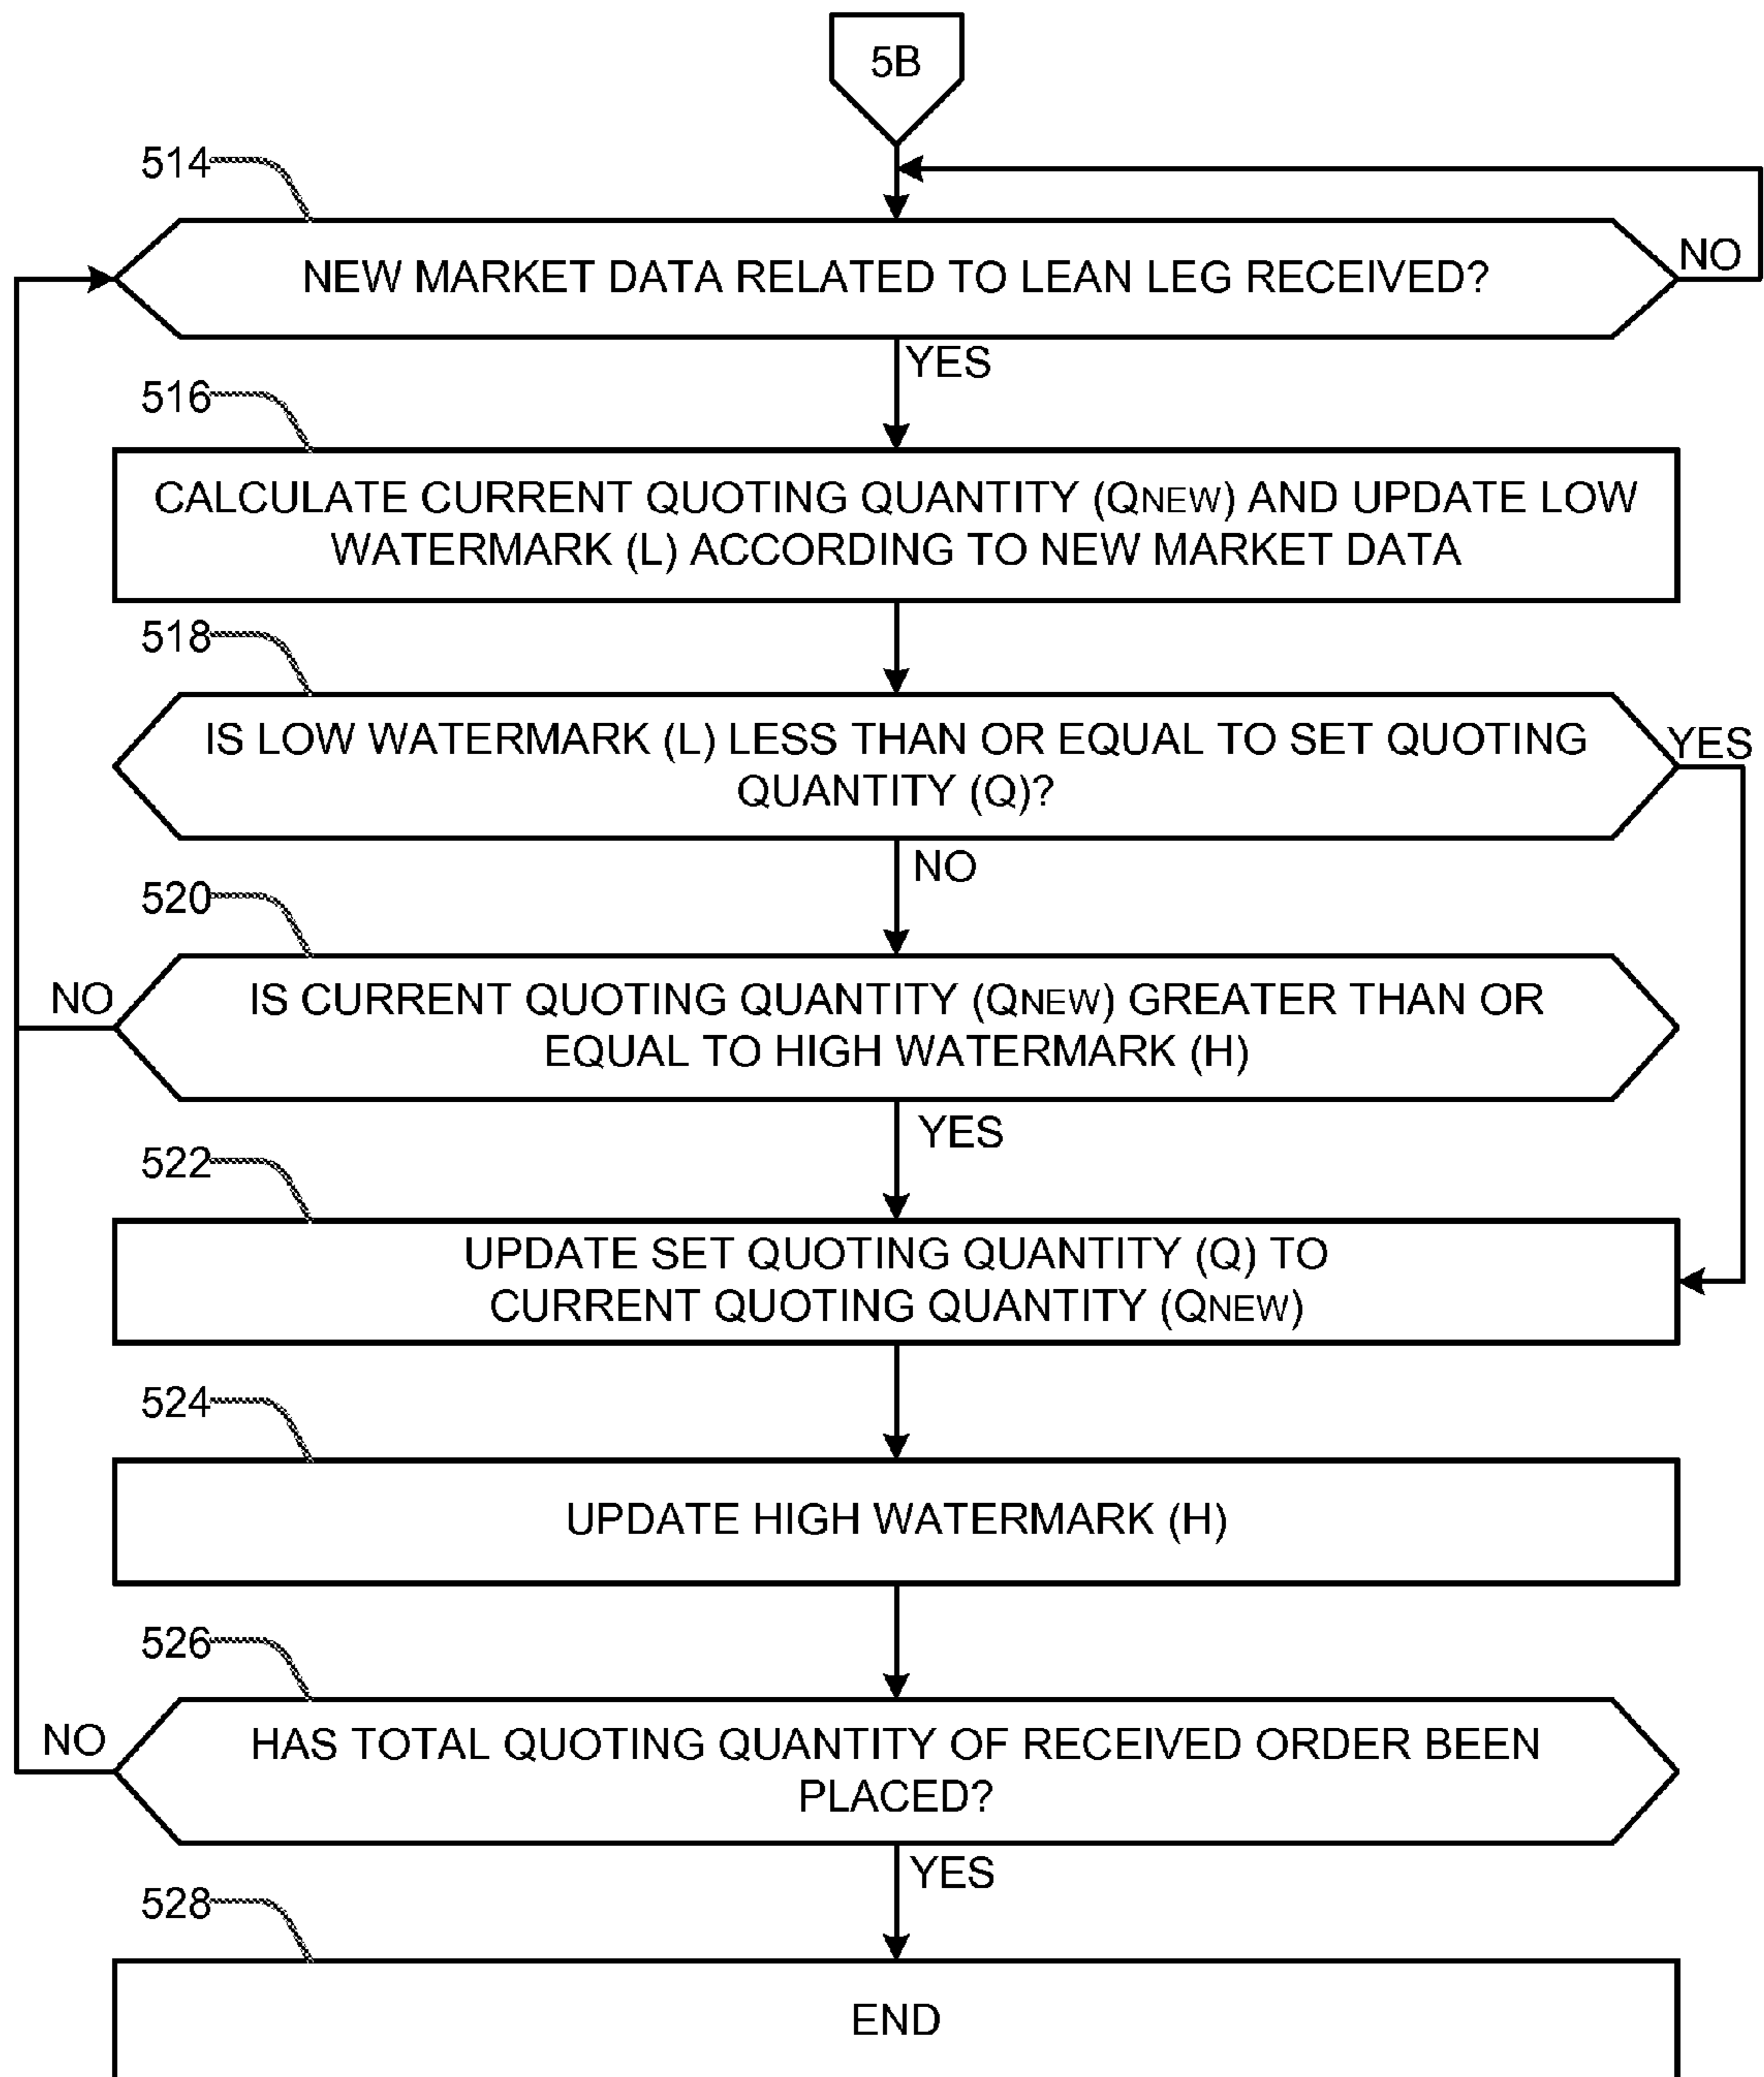 5B
514
NEW MARKET DATA RELATED TO LEAN LEG RECEIVED?
NO
YES
516
CALCULATE CURRENT QUOTING QUANTITY (QNEW) AND UPDATE LOW
WATERMARK (L) ACCORDING TO NEW MARKET DATA
518
IS LOW WATERMARK (L) LESS THAN OR EQUAL TO SET QUOTING
QUANTITY (Q)?
YES
NO
520
NO
IS CURRENT QUOTING QUANTITY (QNEW) GREATER THAN OR
EQUAL TO HIGH WATERMARK (H)
YES
522
UPDATE SET QUOTING QUANTITY (Q) TO
CURRENT QUOTING QUANTITY (QNEW)
524
UPDATE HIGH WATERMARK (H)
526
NO
HAS TOTAL QUOTING QUANTITY OF RECEIVED ORDER BEEN
PLACED?
YES
528
END